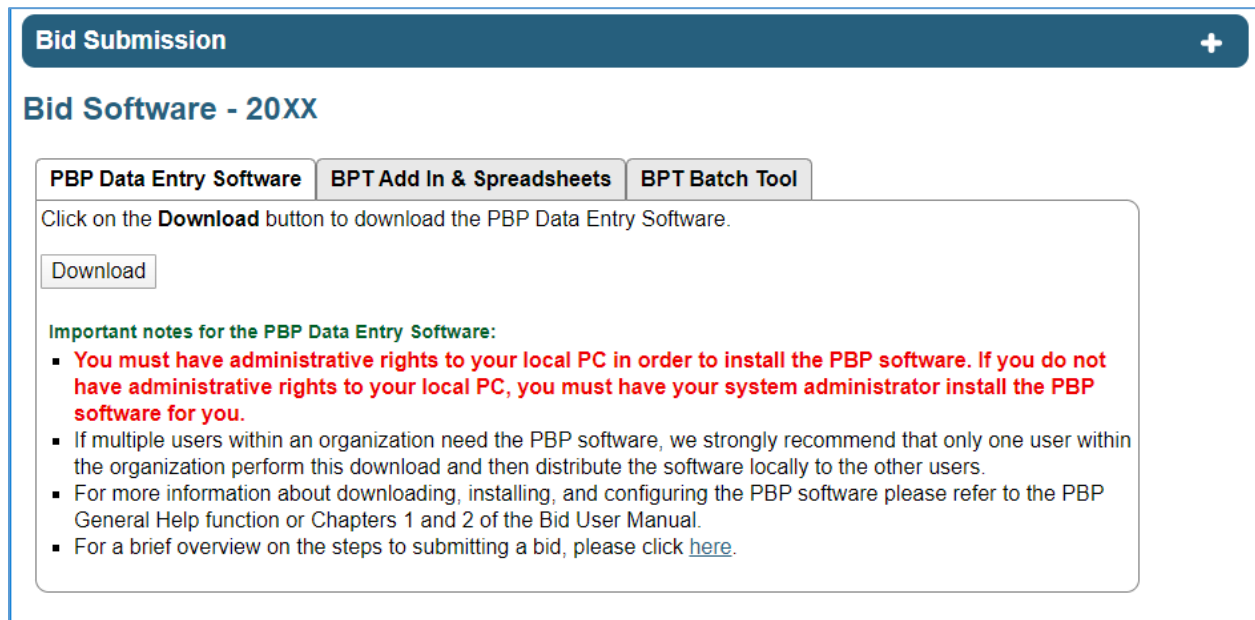 Bid Submission
Bid Software - 20XX
PBP Data Entry Software BPT Add In & Spreadsheets BPT Batch Tool
Click on the Download button to download the PBP Data Entry Software.
Download
Important notes for the PBP Data Entry Software:
▪ You must have administrative rights to your local PC in order to install the PBP software. If you do not
have administrative rights to your local PC, you must have your system administrator install the PBP
software for you.
▪ If multiple users within an organization need the PBP software, we strongly recommend that only one user within
the organization perform this download and then distribute the software locally to the other users.
▪ For more information about downloading, installing, and configuring the PBP software please refer to the PBP
General Help function or Chapters 1 and 2 of the Bid User Manual.
▪ For a brief overview on the steps to submitting a bid, please click here.